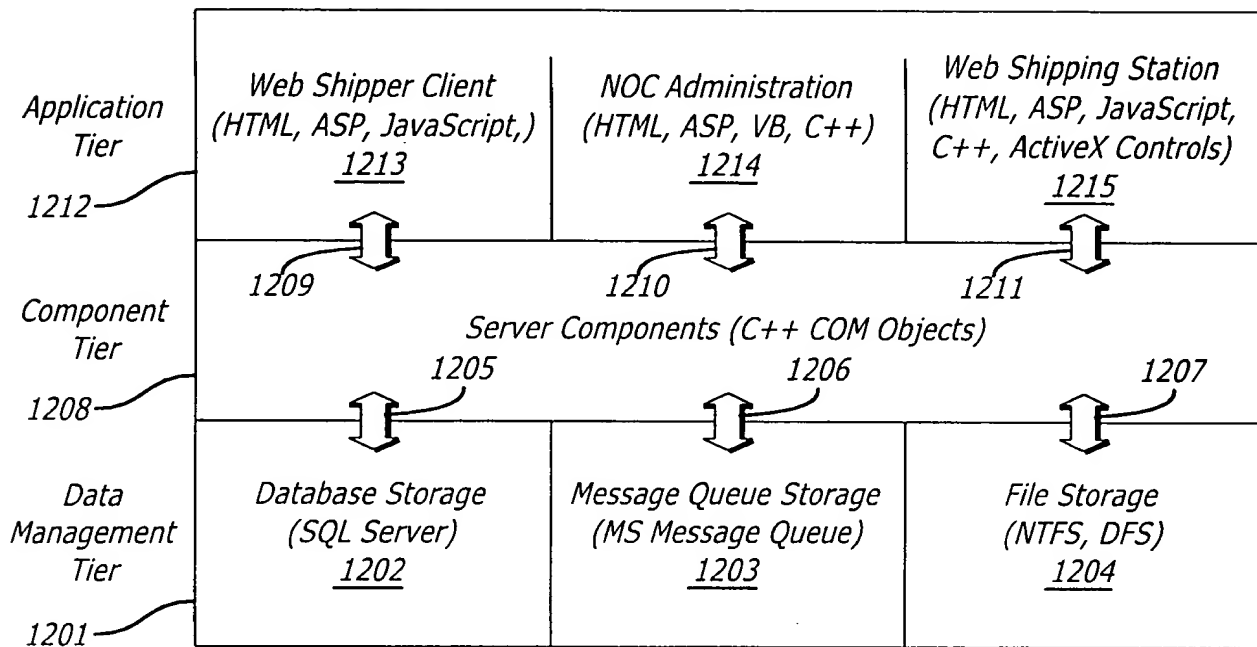 Application
Tier
1212
Web Shipper Client
(HTML, ASP, JavaScript,)
1213
NOC Administration
(HTML, ASP, VB, C++)
1214
Web Shipping Station
(HTML, ASP, JavaScript,
C++, ActiveX Controls)
1215
1209
1210
1211
Component
Tier
1208
Server Components (C++ COM Objects)
1205
1206
1207
Data
Management
Tier
1201
Database Storage
(SQL Server)
1202
Message Queue Storage
(MS Message Queue)
1203
File Storage
(NTFS, DFS)
1204